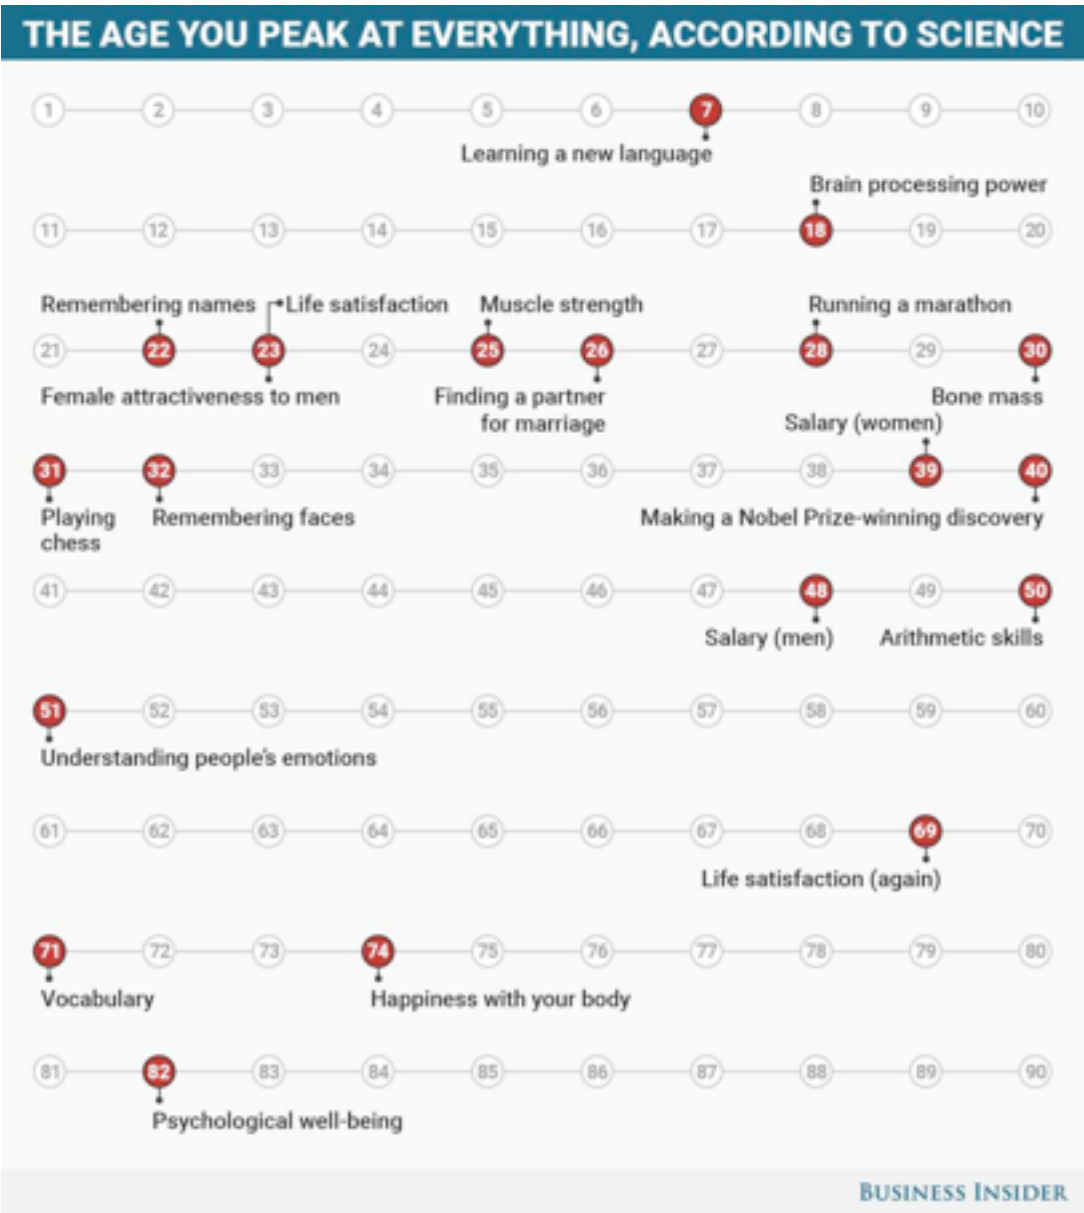 THE AGE YOU PEAK AT EVERYTHING, ACCORDING TO SCIENCE
1 2 3 4 5 6 7 8 9 10
Learning a new language
Brain processing power
11 12 13 14 15 16 17 18 19 20
Remembering names Life satisfaction Muscle strength Running a marathon
21 22 23 24 25 26 27 28 29 30
Female attractiveness to men Finding a partner Bone mass
for marriage Salary (women)
31 32 33 34 35 36 37 38 39 40
Playing Remembering faces Making a Nobel Prize-winning discovery
chess
41 42 43 44 45 46 47 48 49 50
Salary (men) Arithmetic skills
51 52 53 54 55 56 57 58 59 60
Understanding people's emotions
61 62 63 64 65 66 67 68 69 70
Life satisfaction (again)
71 72 73 74 75 76 77 78 79 80
Vocabulary Happiness with your body
81 82 83 84 85 86 87 88 89 90
Psychological well-being
BUSINESS INSIDER